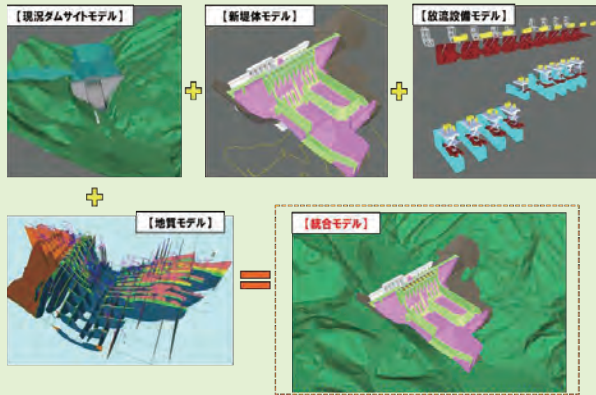 【現況ダムサイトモデル】
【新堤体モデル】
【放流設備モデル】
【地質モデル】
【統合モデル】